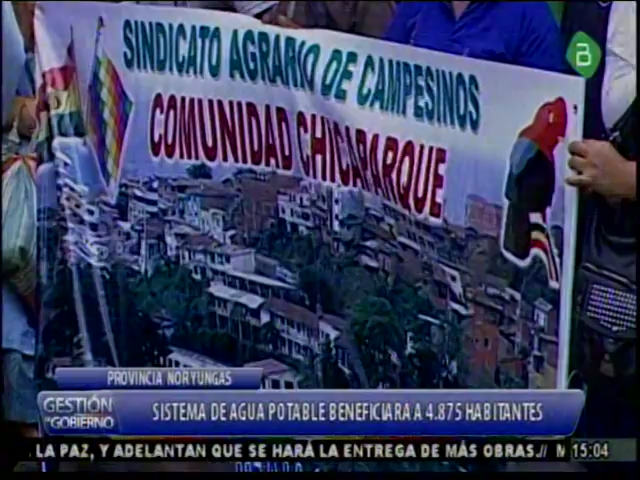 B
SINDICATO AGRARIO DE CAMPESINOS
COMUNIDAD CHICAPARQUE
PROVINCIA NORYUNGAS
GESTIÓN
DE GOBIERNO
SISTEMA DE AGUA POTABLE BENEFICIARA A 4.875 HABITANTES
LA PAZ, Y ADELANTAN QUE SE HARÁ LA ENTREGA DE MÁS OBRAS. // 15:04